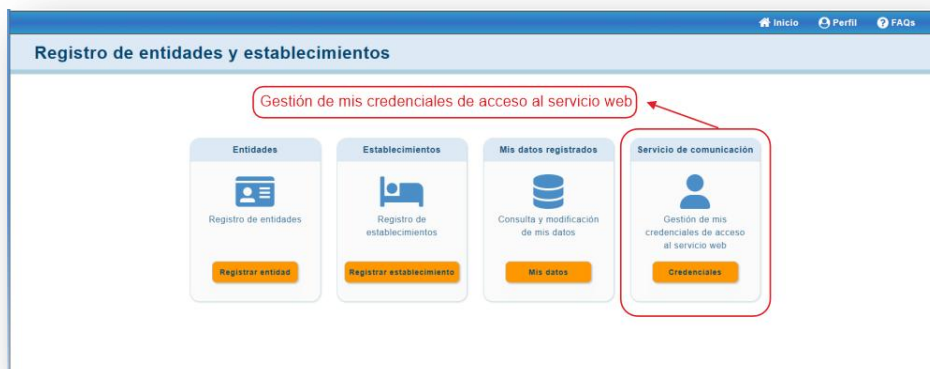 Inicio Perfil FAQs
Registro de entidades y establecimientos
Gestión de mis credenciales de acceso al servicio web
Entidades
Registro de entidades
Registrar entidad
Establecimientos
Registro de
establecimientos
Registrar establecimiento
Mis datos registrados
Consulta y modificación
de mis datos
Mis datos
Servicio de comunicación
Gestión de mis
credenciales de acceso
al servicio web
Credenciales